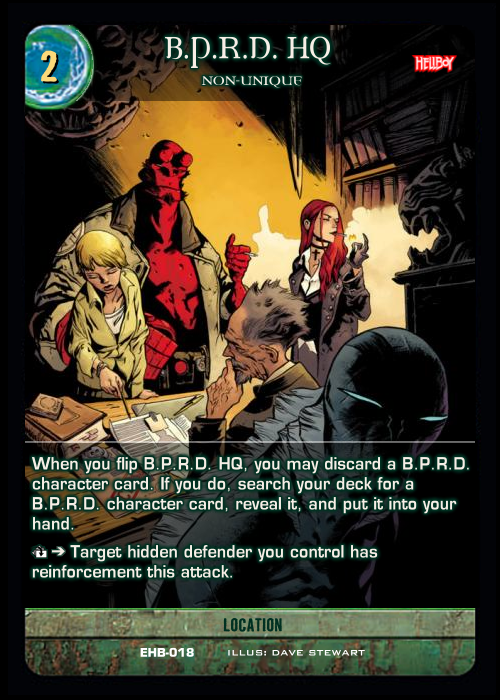 2
B.P.R.D. HQ
NON-UNIQUE
HELLBOY
When you flip B.P.R.D. HQ, you may discard a B.P.R.D.
character card. If you do, search your deck for a
B.P.R.D. character card, reveal it, and put it into your
hand.
➔ Target hidden defender you control has
reinforcement this attack.
LOCATION
EHB-018 ILLUS: DAVE STEWART